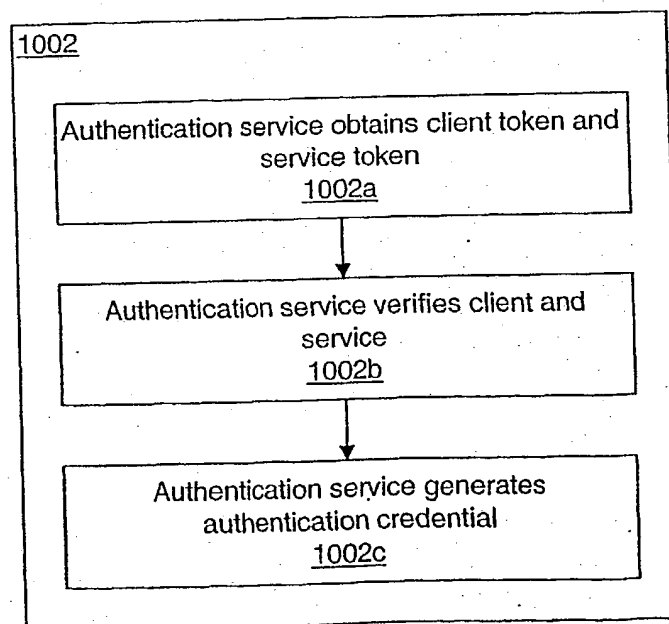 1002
Authentication service obtains client token and
service token
1002a
Authentication service verifies client and
service
1002b
Authentication service generates
authentication credential
1002c